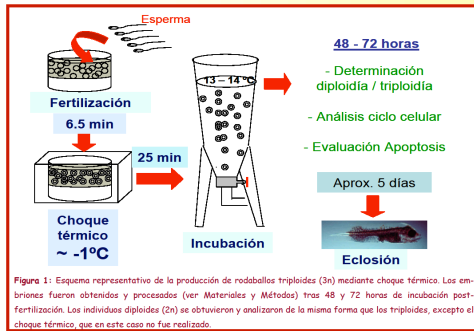 Esperma
Fertilización
6.5 min
Choque
térmico
~ -1ºC
25 min
13 – 14 ºC
Incubación
48 - 72 horas
- Determinación
diploidía / triploidía
- Análisis ciclo celular
- Evaluación Apoptosis
Aprox. 5 días
Eclosión
Figura 1: Esquema representativo de la producción de rodaballos triploides (3n) mediante choque térmico. Los em-
briones fueron obtenidos y procesados (ver Materiales y Métodos) tras 48 y 72 horas de incubación post-
fertilización. Los individuos diploides (2n) se obtuvieron y analizaron de la misma forma que los triploides, excepto el
choque térmico, que en este caso no fue realizado.